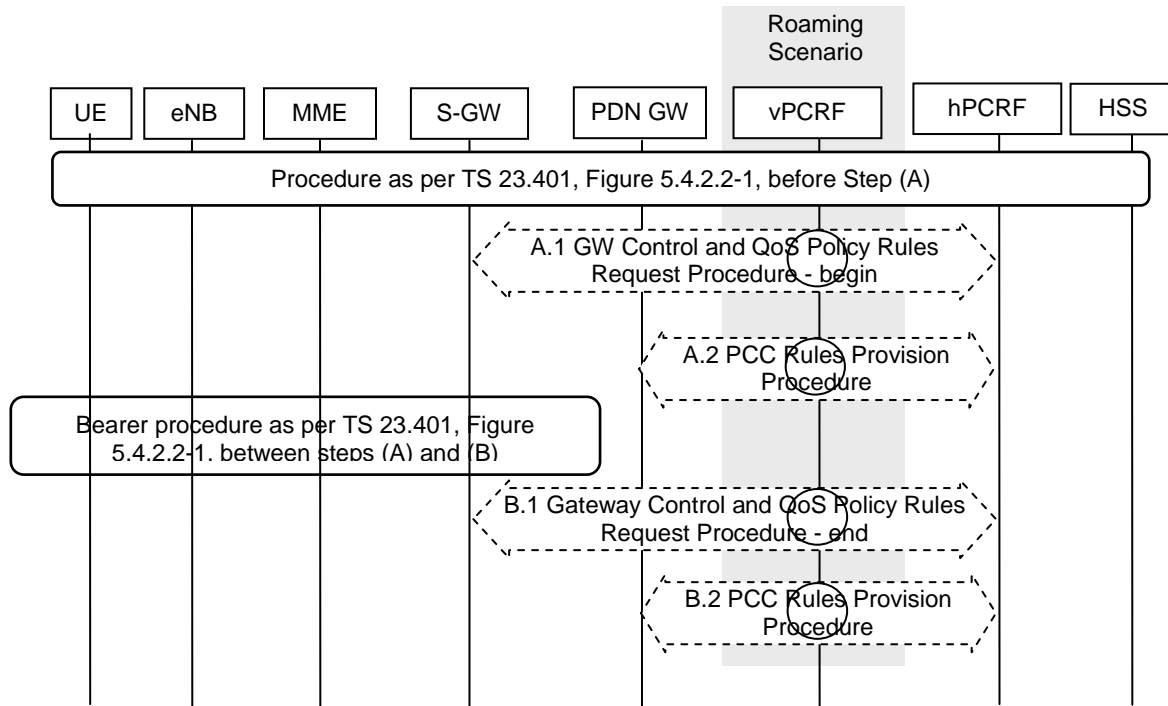 Roaming
Scenario
UE
eNB
MME
S-GW
PDN GW
vPCRF
hPCRF
HSS
Procedure as per TS 23.401, Figure 5.4.2.2-1, before Step (A)
A.1 GW Control and QoS Policy Rules
Request Procedure - begin
A.2 PCC Rules Provision
Procedure
Bearer procedure as per TS 23.401, Figure
5.4.2.2-1, between steps (A) and (B)
B.1 Gateway Control and QoS Policy Rules
Request Procedure - end
B.2 PCC Rules Provision
Procedure